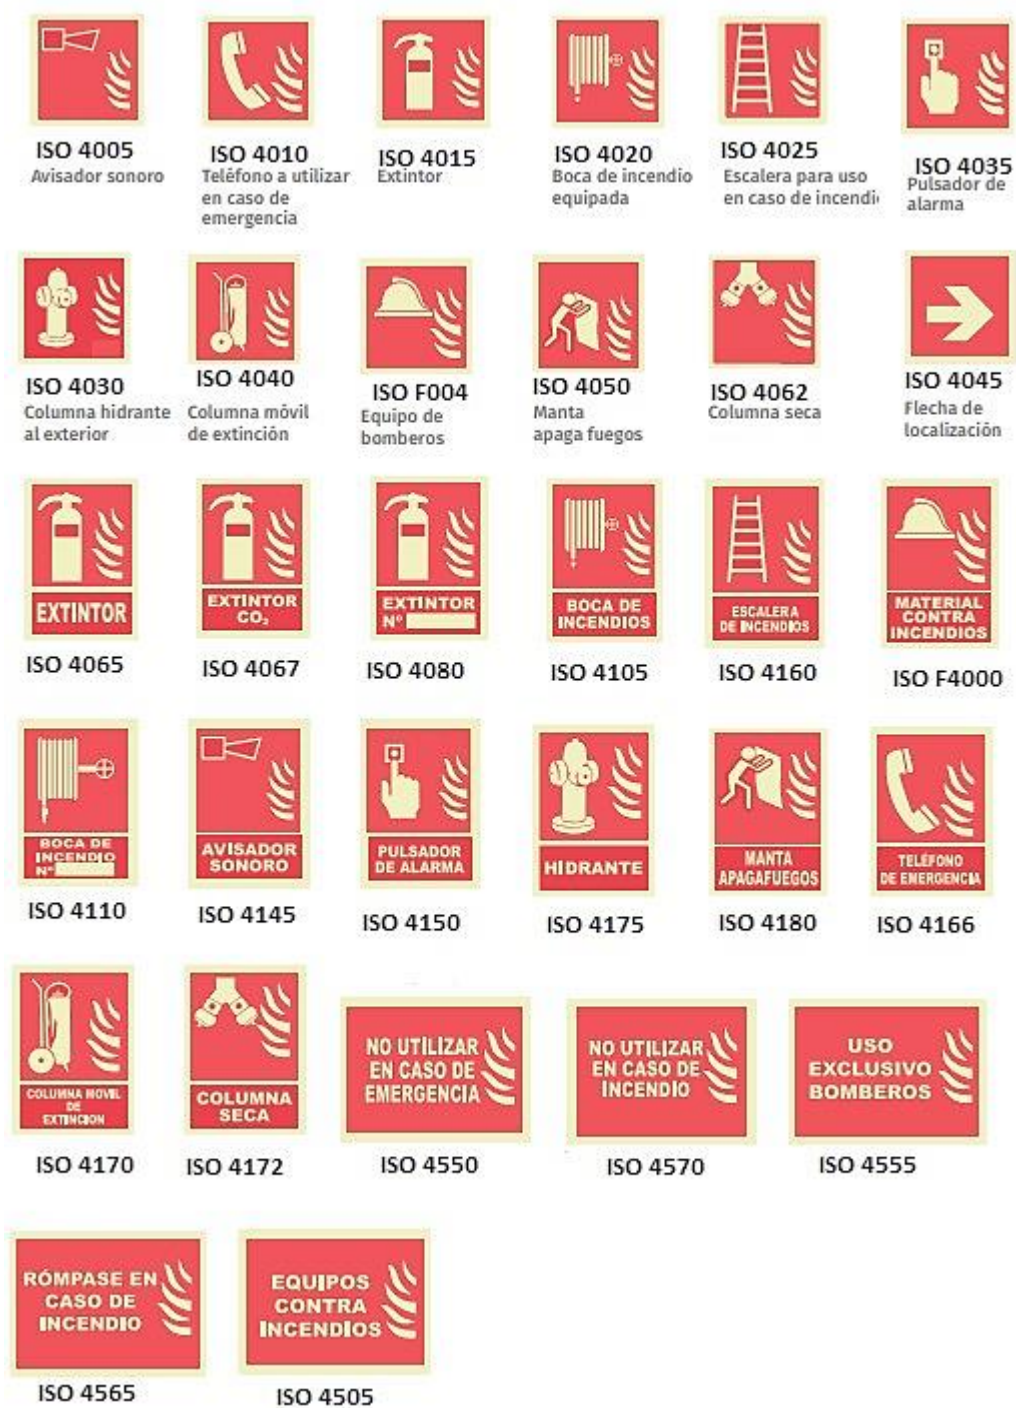 ISO 4005
Avisador sonoro
ISO 4010
Teléfono a utilizar
en caso de
emergencia
ISO 4015
Extintor
ISO 4020
Boca de incendio
equipada
ISO 4025
Escalera para uso
en caso de incendi
ISO 4035
Pulsador de
alarma
ISO 4030
Columna hidrante
al exterior
ISO 4040
Columna móvil
de extinción
ISO F004
Equipo de
bomberos
ISO 4050
Manta
apaga fuegos
ISO 4062
Columna seca
ISO 4045
Flecha de
localización
EXTINTOR
ISO 4065
EXTINTOR
CO₂
ISO 4067
EXTINTOR
Nº
ISO 4080
BOCA DE
INCENDIOS
ISO 4105
ESCALERA
DE INCENDIOS
ISO 4160
MATERIAL
CONTRA
INCENDIOS
ISO F4000
BOCA DE
INCENDIO
Nº
ISO 4110
AVISADOR
SONORO
ISO 4145
PULSADOR
DE ALARMA
ISO 4150
HIDRANTE
ISO 4175
MANTA
APAGAFUEGOS
ISO 4180
TELÉFONO
DE EMERGENCIA
ISO 4166
COLUMNA MOVIL
DE
EXTINCION
ISO 4170
COLUMNA
SECA
ISO 4172
NO UTILIZAR
EN CASO DE
EMERGENCIA
ISO 4550
NO UTILIZAR
EN CASO DE
INCENDIO
ISO 4570
USO
EXCLUSIVO
BOMBEROS
ISO 4555
RÓMPASE EN
CASO DE
INCENDIO
ISO 4565
EQUIPOS
CONTRA
INCENDIOS
ISO 4505